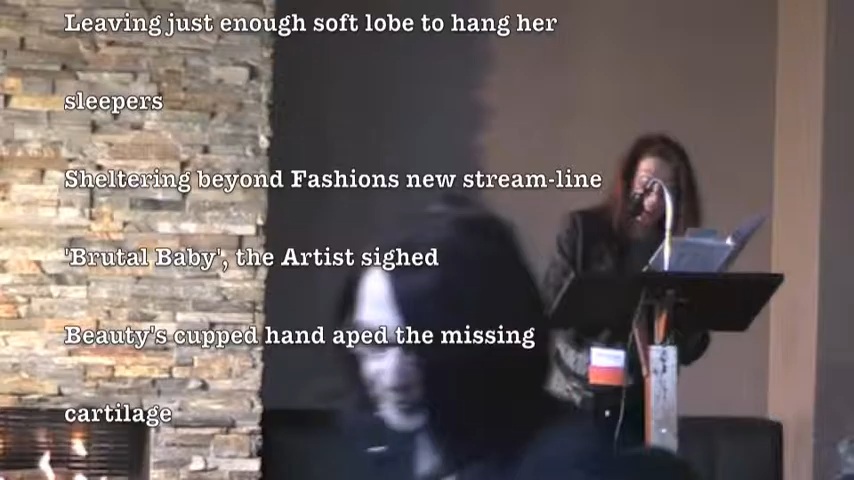 Leaving just enough soft lobe to hang her
sleepers
Sheltering beyond Fashions new stream-line
'Brutal Baby', the Artist sighed
Beauty's cupped hand aped the missing
cartilage